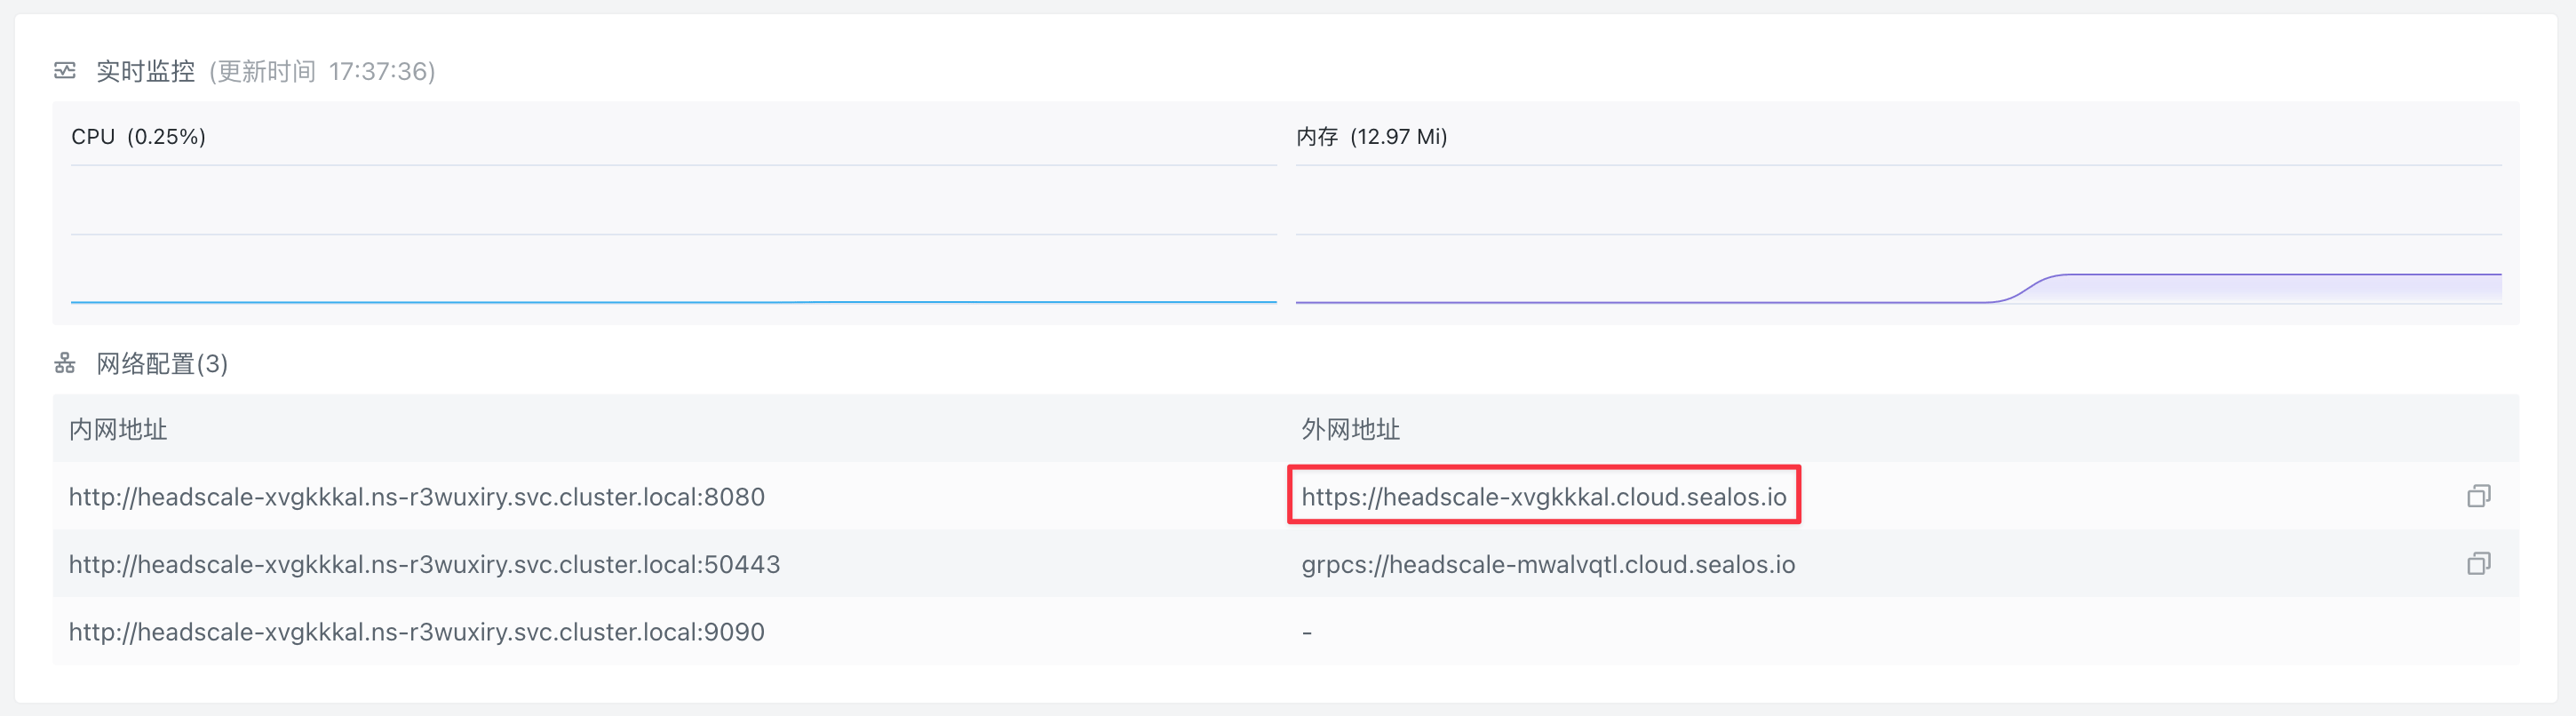 实时监控 (更新时间 17:37:36)
CPU (0.25%)
内存 (12.97 Mi)
网络配置(3)
内网地址 外网地址
http://headscale-xvgkkkal.ns-r3wuxiry.svc.cluster.local:8080 https://headscale-xvgkkkal.cloud.sealos.io
http://headscale-xvgkkkal.ns-r3wuxiry.svc.cluster.local:50443 grpcs://headscale-mwalvqtl.cloud.sealos.io
http://headscale-xvgkkkal.ns-r3wuxiry.svc.cluster.local:9090 -